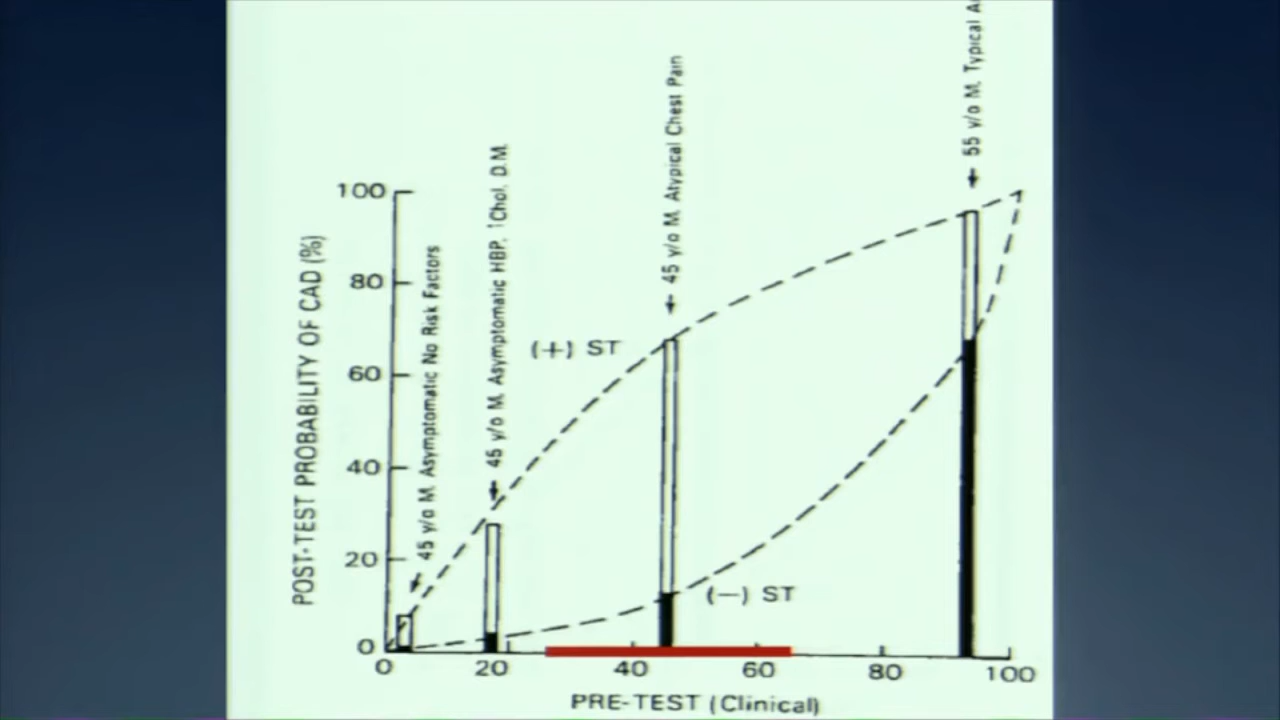 POST-TEST PROBABILITY OF CAD (%)
100
80
60
40
20
0
45 y/o M. Asymptomatic No Risk Factors
45 y/o M. Asymptomatic HBP, ↑Chol, D.M.
45 y/o M. Atypical Chest Pain
55 y/o M. Typical
(+) ST
(—) ST
0 20 40 60 80 100
PRE-TEST (Clinical)